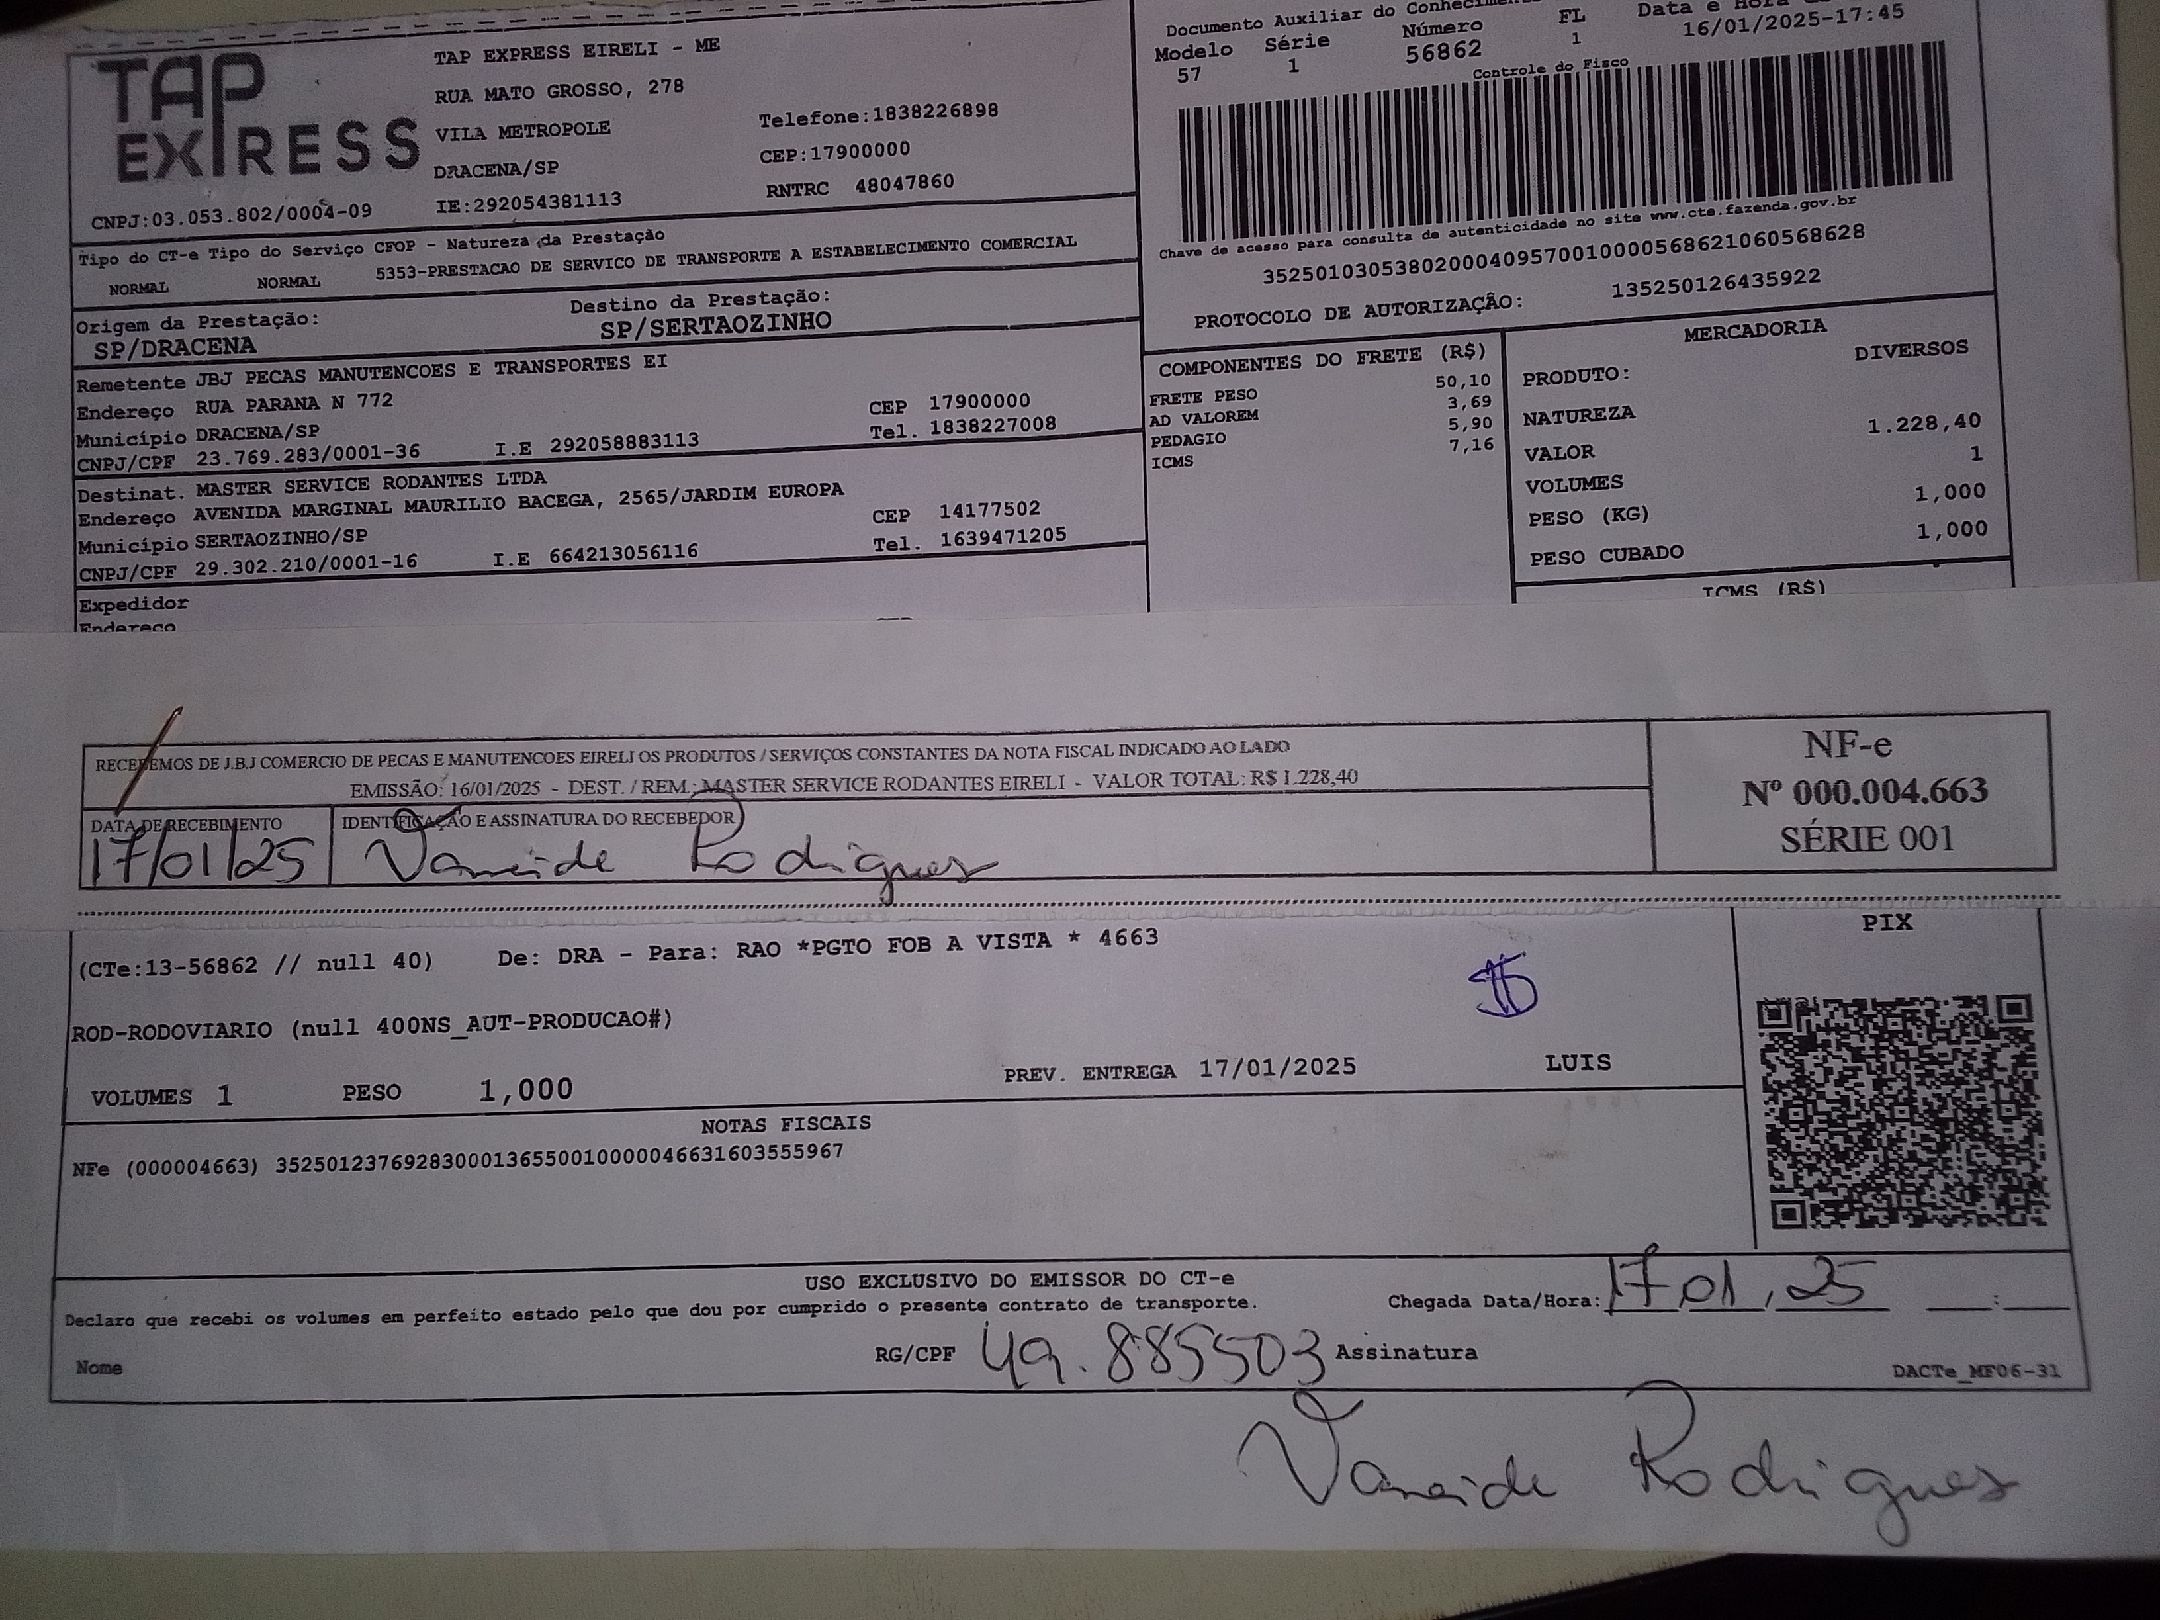 TAP EXPRESS
TAP EXPRESS EIRELI - ME
RUA MATO GROSSO, 278
VILA METROPOLE
Telefone:1838226898
DRACENA/SP
CEP:17900000
CNPJ:03.053.802/0004-09
IE:292054381113
RNTRC 48047860
Documento Auxiliar do
Modelo Série Número FL Data e
57 1 56862 1 16/01/2025-17:45
Controle do Fisco
Chave de acesso para consulta de autenticidade no site www.cte.fazenda.gov.br
35250103053802000409570010000568621060568628
PROTOCOLO DE AUTORIZAÇÃO: 135250126435922
Tipo do CT-e Tipo do Serviço CFOP - Natureza da Prestação
NORMAL NORMAL 5353-PRESTACAO DE SERVICO DE TRANSPORTE A ESTABELECIMENTO COMERCIAL
Origem da Prestação: Destino da Prestação:
SP/DRACENA SP/SERTAOZINHO
Remetente JBJ PECAS MANUTENCOES E TRANSPORTES EI
Endereço RUA PARANA N 772 CEP 17900000
Município DRACENA/SP Tel. 1838227008
CNPJ/CPF 23.769.283/0001-36 I.E 292058883113
Destinat. MASTER SERVICE RODANTES LTDA
Endereço AVENIDA MARGINAL MAURILIO BACEGA, 2565/JARDIM EUROPA CEP 14177502
Município SERTAOZINHO/SP Tel. 1639471205
CNPJ/CPF 29.302.210/0001-16 I.E 664213056116
Expedidor
Endereço
COMPONENTES DO FRETE (R$)
FRETE PESO 50,10
AD VALOREM 3,69
PEDAGIO 5,90
ICMS 7,16
MERCADORIA
PRODUTO: DIVERSOS
NATUREZA
VALOR 1.228,40
VOLUMES 1
PESO (KG) 1,000
PESO CUBADO 1,000
ICMS (R$)
RECEBEMOS DE J.B.J COMERCIO DE PECAS E MANUTENCOES EIRELI OS PRODUTOS / SERVIÇOS CONSTANTES DA NOTA FISCAL INDICADO AO LADO
EMISSÃO: 16/01/2025 - DEST. / REM.: MASTER SERVICE RODANTES EIRELI - VALOR TOTAL: R$ 1.228,40
DATA DE RECEBIMENTO IDENTIFICAÇÃO E ASSINATURA DO RECEBEDOR
17/01/25 Vaneide Rodrigues
NF-e
Nº 000.004.663
SÉRIE 001
(CTe:13-56862 // null 40) De: DRA - Para: RAO *PGTO FOB A VISTA * 4663
ROD-RODOVIARIO (null 400NS_AUT-PRODUCAO#)
VOLUMES 1 PESO 1,000 PREV. ENTREGA 17/01/2025 LUIS
PIX
NOTAS FISCAIS
NFe (000004663) 35250123769283000136550010000046631603555967
USO EXCLUSIVO DO EMISSOR DO CT-e
Declaro que recebi os volumes em perfeito estado pelo que dou por cumprido o presente contrato de transporte. Chegada Data/Hora: 17,01,25 :
Nome RG/CPF 49.885503 Assinatura DACTe_MF06-31
Vaneide Rodrigues